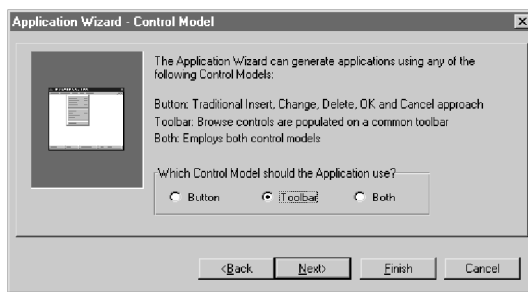 Application Wizard - Control Model
The Application Wizard can generate applications using any of the
following Control Models:
Button: Traditional Insert, Change, Delete, OK and Cancel approach
Toolbar: Browse controls are populated on a common toolbar
Both: Employs both control models
Which Control Model should the Application use?
Button Toolbar Both
<Back Next> Finish Cancel